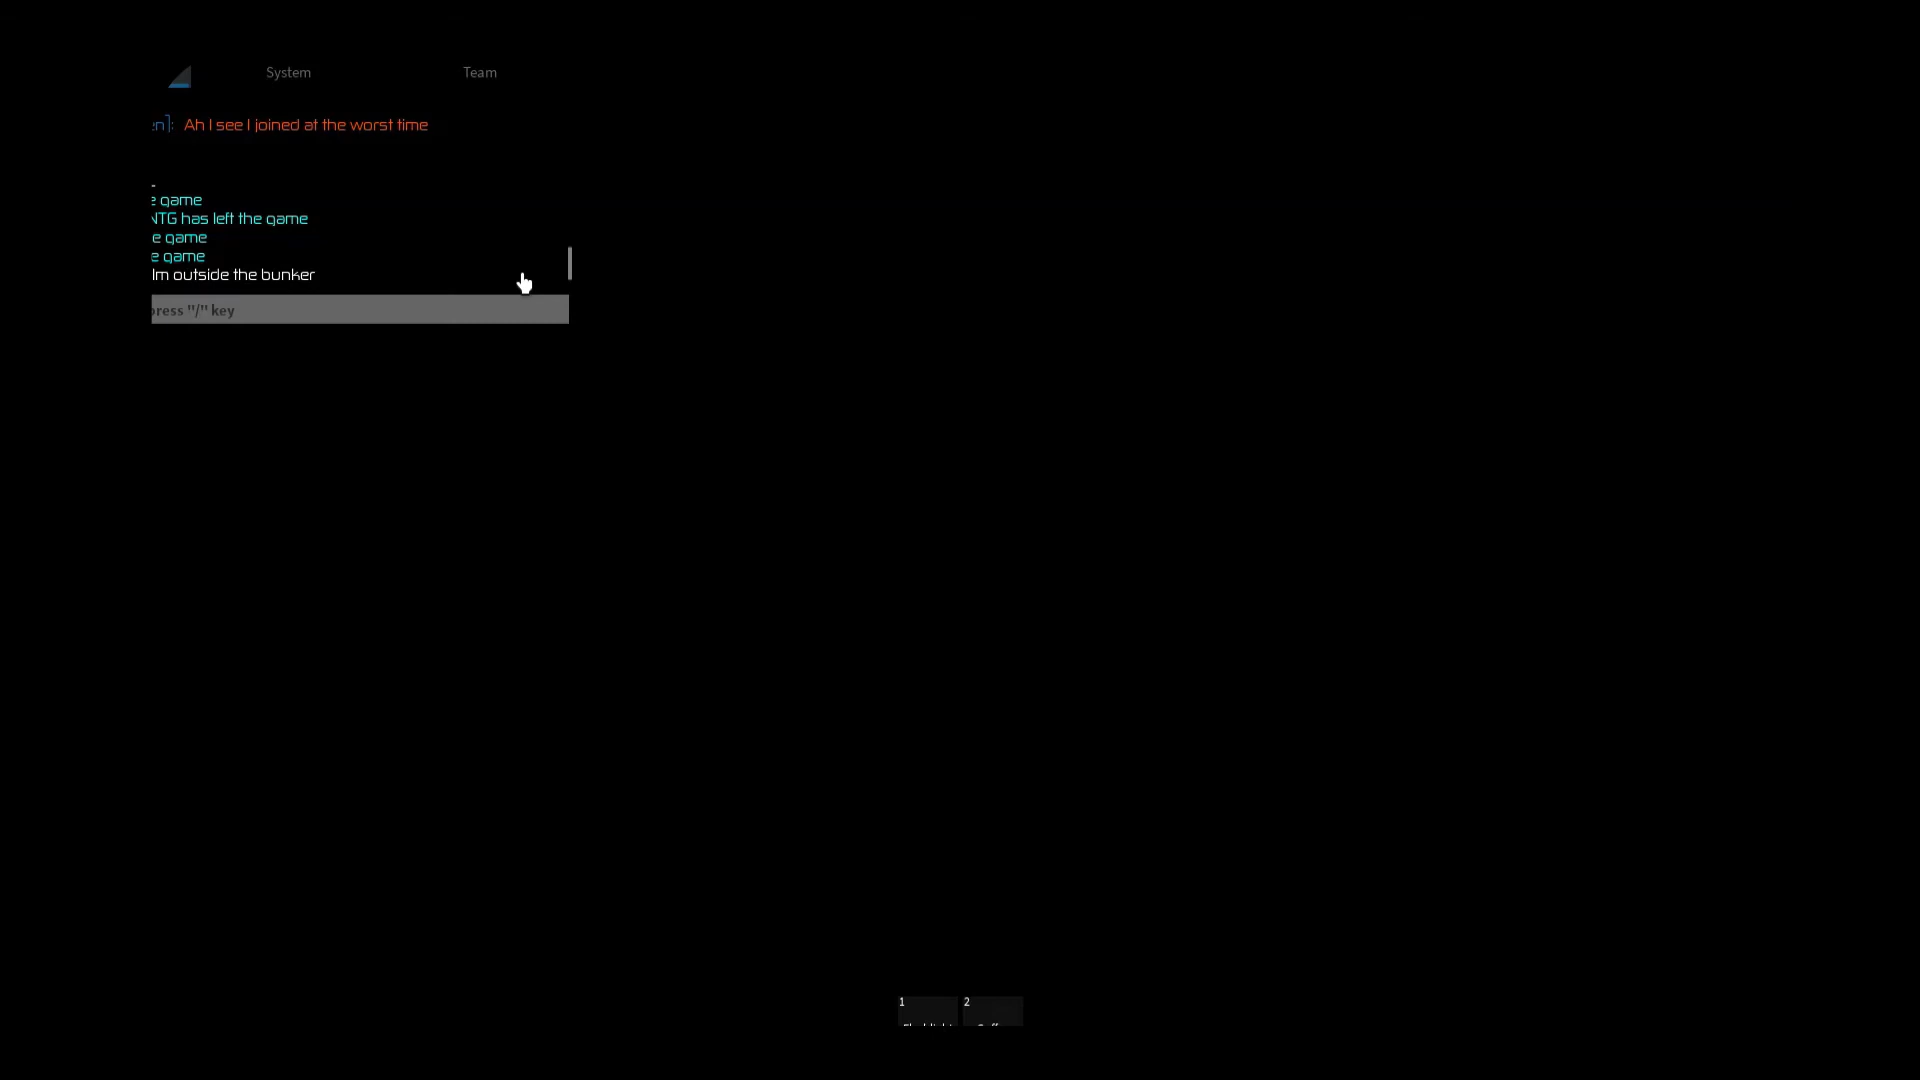 System Team
en]: Ah I see I joined at the worst time
e game
NTG has left the game
e game
e game
Im outside the bunker
press "/" key
1 2